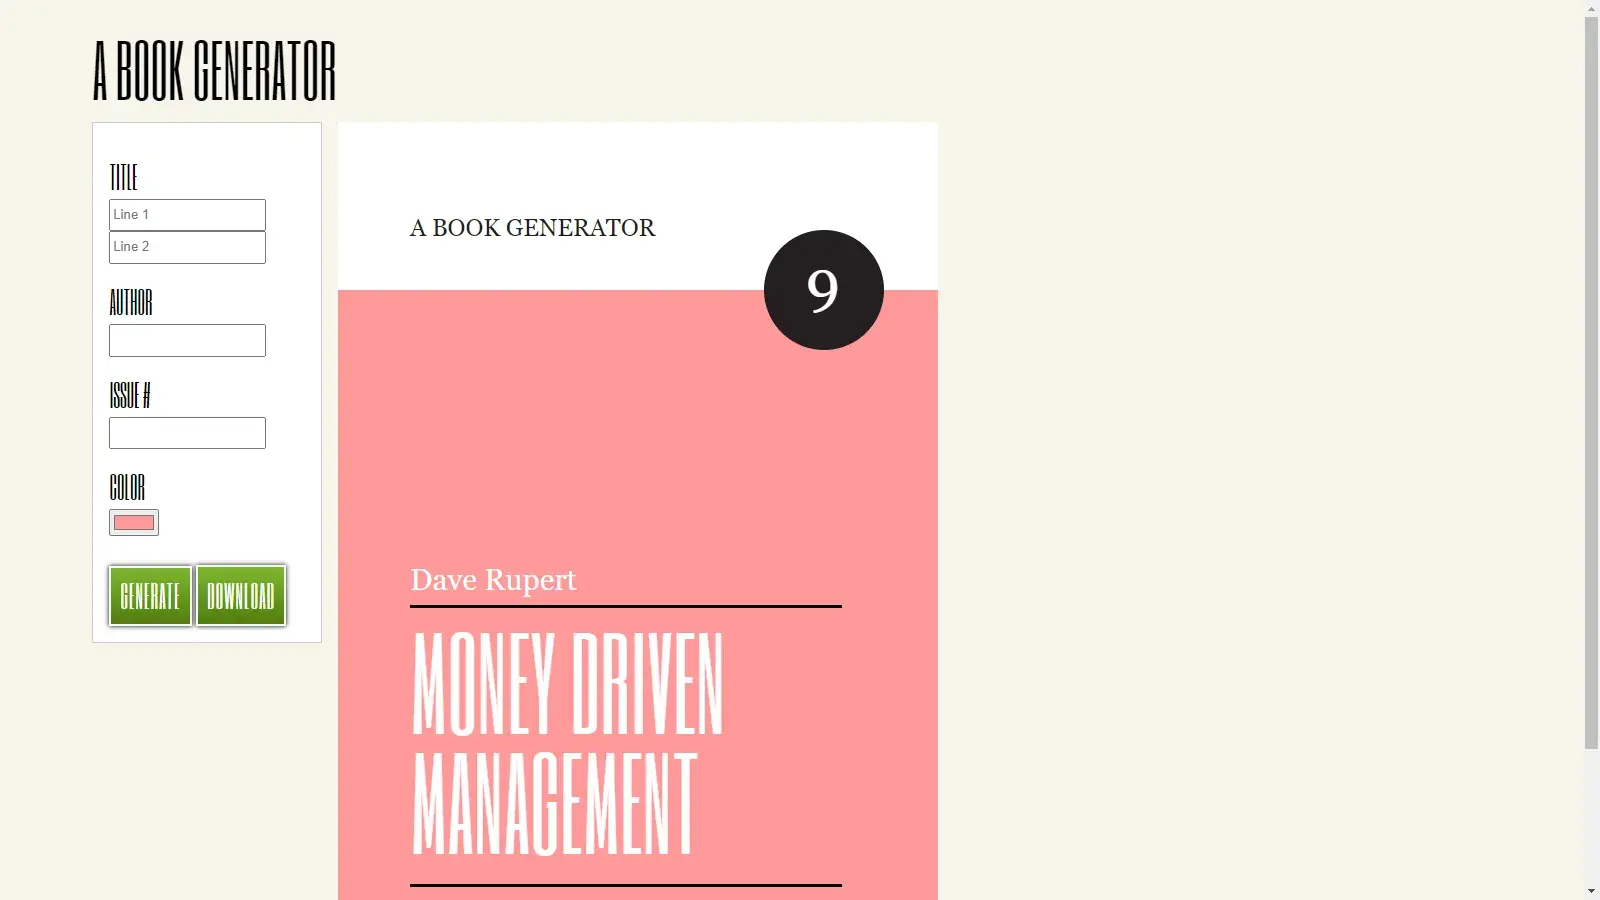 A BOOK GENERATOR
TITLE
Line 1
Line 2
AUTHOR
ISSUE #
COLOR
GENERATE DOWNLOAD
A BOOK GENERATOR
9
Dave Rupert
MONEY DRIVEN
MANAGEMENT